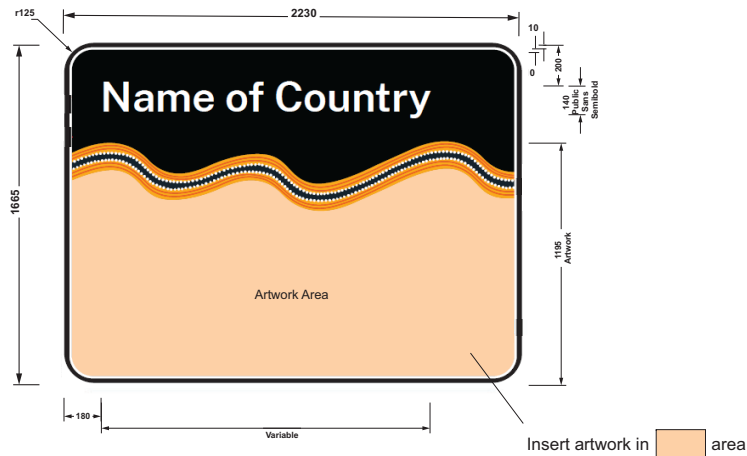 r125
2230
10
0
200
140
Public
Sans
Semibold
Name of Country
1665
1195
Artwork
Artwork Area
180
Variable
Insert artwork in area